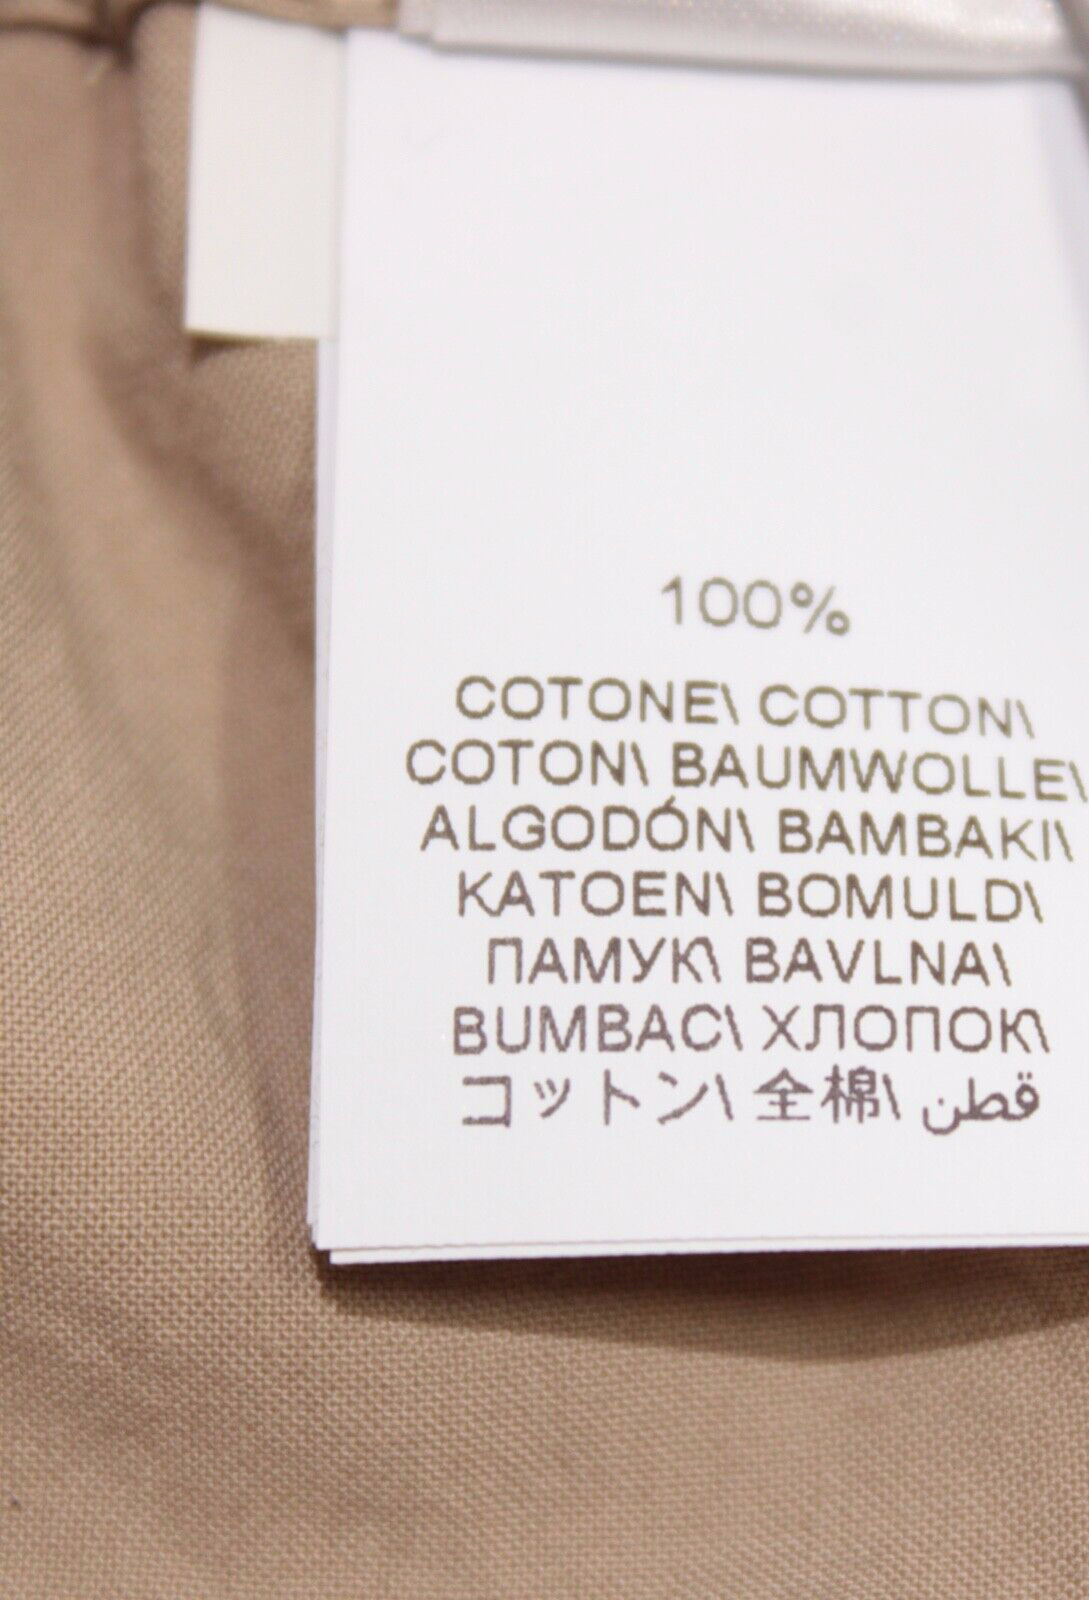 100%
COTONE\ COTTON\
COTON\ BAUMWOLLE\
ALGODÓN\ BAMBAKI\
KATOEN\ BOMULD\
ПАМУК\ BAVLNA\
BUMBAC\ ХЛОПОК\
コットン\ 全棉\ قطن